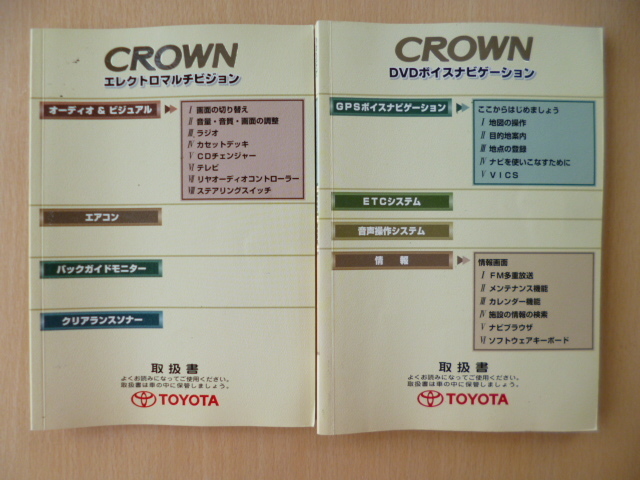 CROWN
エレクトロマルチビジョン
オーディオ & ビジュアル
Ⅰ 画面の切り替え
Ⅱ 音量・音質・画面の調整
Ⅲ ラジオ
Ⅳ カセットデッキ
Ⅴ CDチェンジャー
Ⅵ テレビ
Ⅶ リヤオーディオコントローラー
Ⅷ ステアリングスイッチ
エアコン
バックガイドモニター
クリアランスソナー
取扱書
よくお読みになってご使用ください。
取扱書は車の中に保管しましょう。
TOYOTA
CROWN
DVDボイスナビゲーション
GPSボイスナビゲーション
ここからはじめましょう
Ⅰ 地図の操作
Ⅱ 目的地案内
Ⅲ 地点の登録
Ⅳ ナビを使いこなすために
Ⅴ VICS
ETCシステム
音声操作システム
情報
情報画面
Ⅰ FM多重放送
Ⅱ メンテナンス機能
Ⅲ カレンダー機能
Ⅳ 施設の情報の検索
Ⅴ ナビブラウザ
Ⅵ ソフトウェアキーボード
取扱書
よくお読みになってご使用ください。
取扱書は車の中に保管しましょう。
TOYOTA